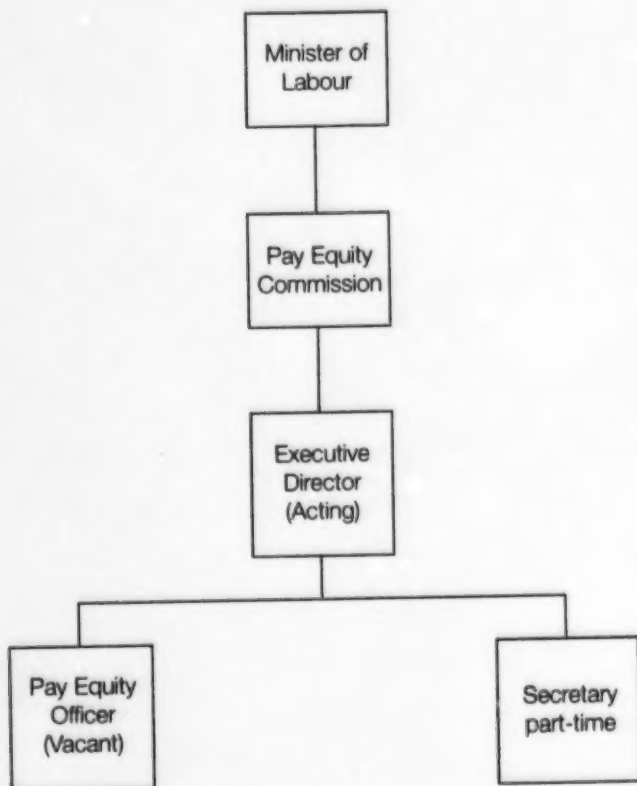 Minister of
Labour
Pay Equity
Commission
Executive
Director
(Acting)
Pay Equity
Officer
(Vacant)
Secretary
part-time